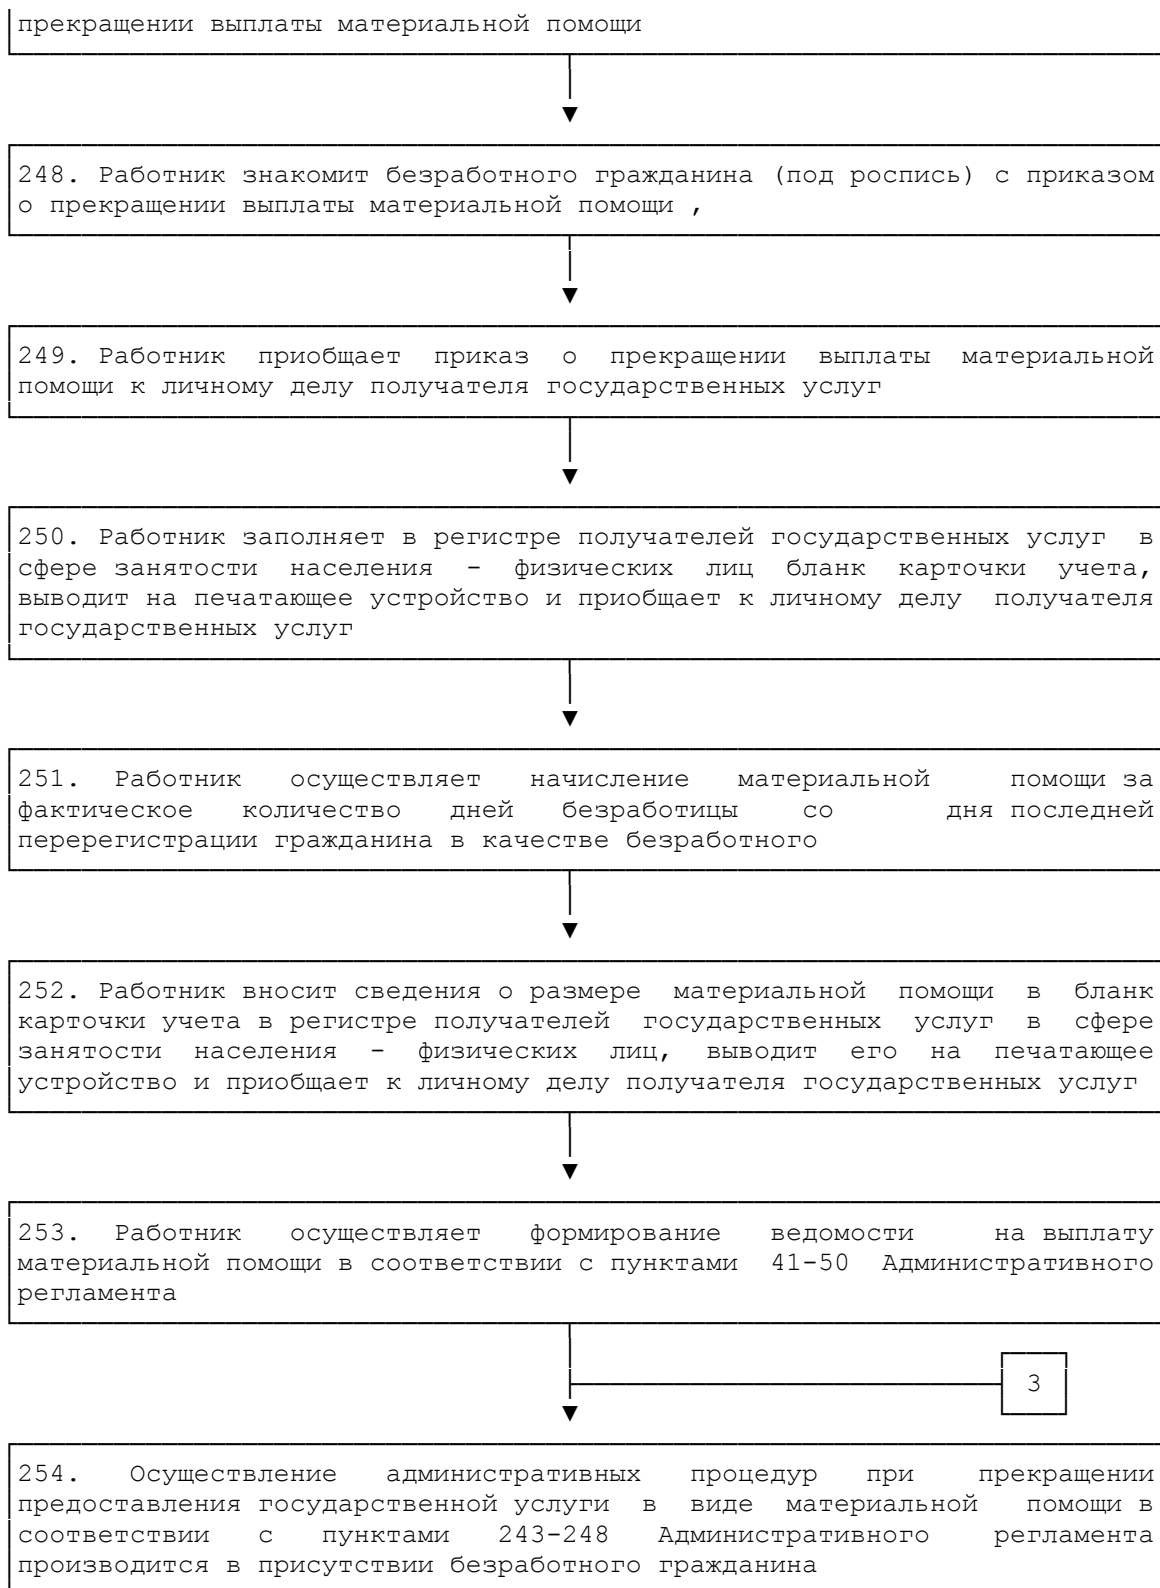 прекращении выплаты материальной помощи
248. Работник знакомит безработного гражданина (под роспись) с приказом
о прекращении выплаты материальной помощи ,
249. Работник приобщает приказ о прекращении выплаты материальной
помощи к личному делу получателя государственных услуг
250. Работник заполняет в регистре получателей государственных услуг в
сфере занятости населения - физических лиц бланк карточки учета,
выводит на печатающее устройство и приобщает к личному делу получателя
государственных услуг
251. Работник осуществляет начисление материальной помощи за
фактическое количество дней безработицы со дня последней
перерегистрации гражданина в качестве безработного
252. Работник вносит сведения о размере материальной помощи в бланк
карточки учета в регистре получателей государственных услуг в сфере
занятости населения - физических лиц, выводит его на печатающее
устройство и приобщает к личному делу получателя государственных услуг
253. Работник осуществляет формирование ведомости на выплату
материальной помощи в соответствии с пунктами 41-50 Административного
регламента
3
254. Осуществление административных процедур при прекращении
предоставления государственной услуги в виде материальной помощи в
соответствии с пунктами 243-248 Административного регламента
производится в присутствии безработного гражданина